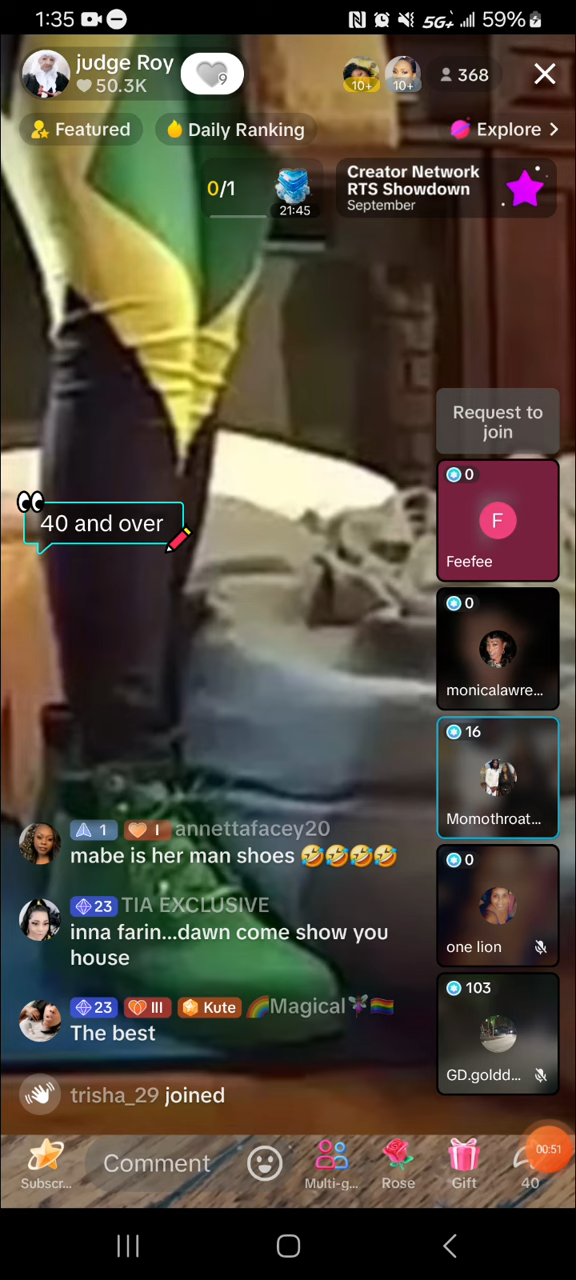 1:35
5G+
59%
judge Roy
50.3K
9
10+
10+
368
Featured
Daily Ranking
Explore >
0/1
21:45
Creator Network
RTS Showdown
September
Request to
join
0
F
Feefee
40 and over
0
monicalawre...
16
Momothroat...
0
one lion
103
GD.goldd...
1 I annettafacey20
mabe is her man shoes 🤣🤣🤣🤣
23 TIA EXCLUSIVE
inna farin...dawn come show you
house
23 III Kute 🌈Magical🧚🏳️‍🌈
The best
trisha_29 joined
Subscr...
Comment
Multi-g...
Rose
Gift
40
00:51